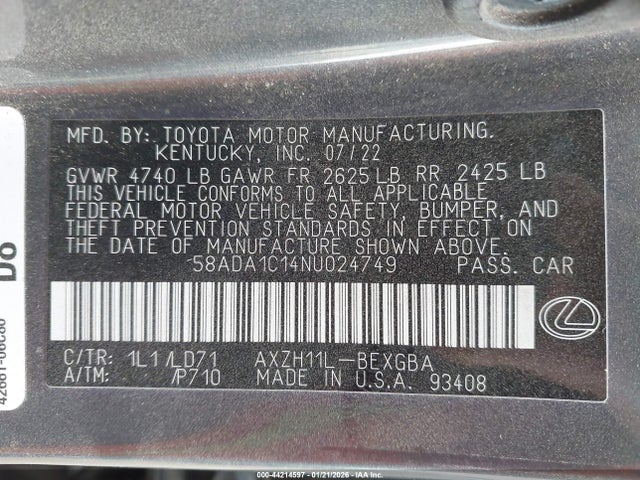 MFD. BY: TOYOTA MOTOR MANUFACTURING.
KENTUCKY, INC. 07/22
GVWR 4740 LB GAWR FR 2625 LB RR 2425 LB
THIS VEHICLE CONFORMS TO ALL APPLICABLE
FEDERAL MOTOR VEHICLE SAFETY, BUMPER, AND
THEFT PREVENTION STANDARDS IN EFFECT ON
THE DATE OF MANUFACTURE SHOWN ABOVE.
58ADA1C14NU024749 PASS. CAR
C/TR: 1L1/LD71 AXZH11L-BEXGBA
A/TM: /P710 MADE IN U.S.A. 93408
000-44214597 - 01/21/2026 - IAA Inc.